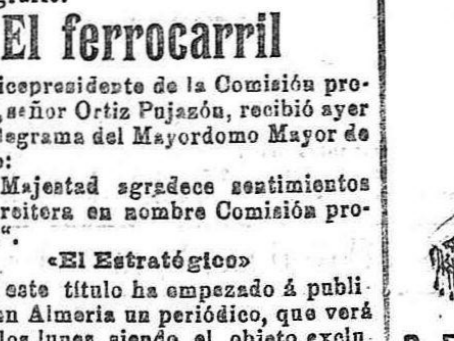 El ferrocarril
icepresidente de la Comisión pro-
, señor Ortiz Pujazón, recibió ayer
legrama del Mayordomo Mayor de
o:
Majestad agradece sentimientos
reitera en nombre Comisión pro-
“.
«El Estratégico»
este título ha empezado á publi-
en Almeria un periódico, que verá
los lunes siendo el objeto exclu